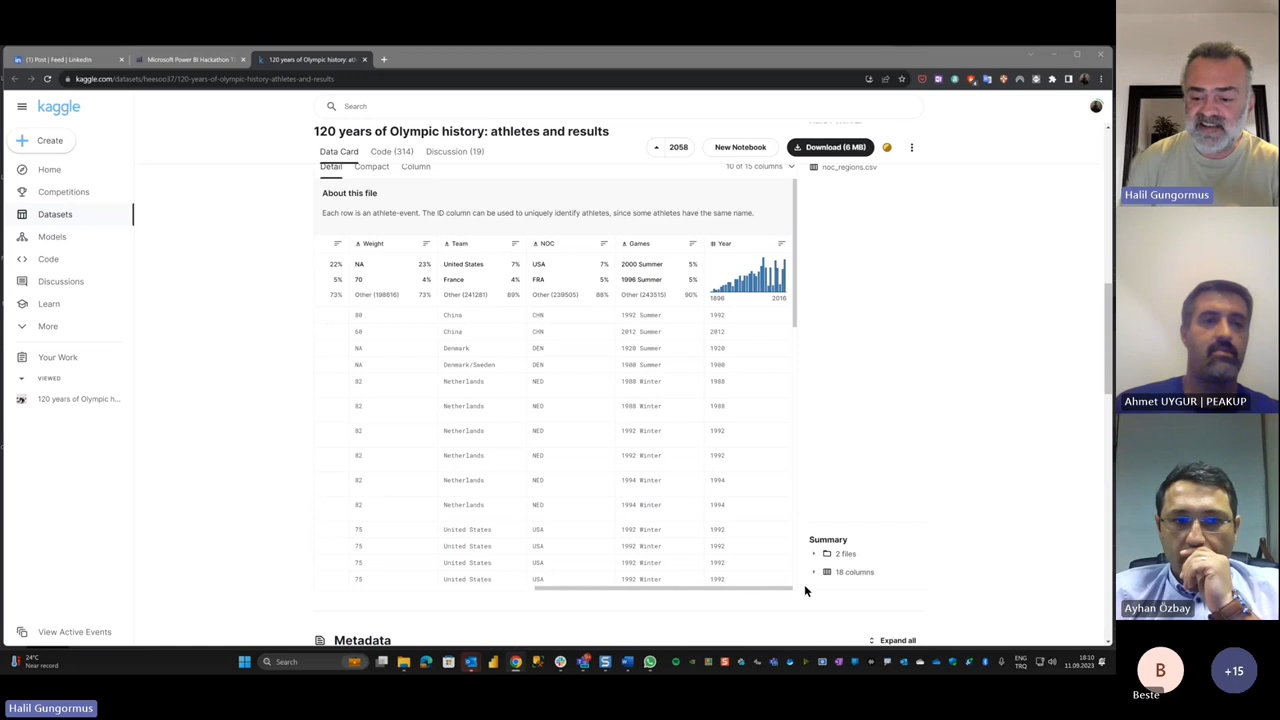 (1) Post | Feed | LinkedIn
Microsoft Power BI Hackathon T
120 years of Olympic history: ath
kaggle.com/datasets/heesoo37/120-years-of-olympic-history-athletes-and-results
kaggle
Search
Create
Home
Competitions
Datasets
Models
Code
Discussions
Learn
More
Your Work
VIEWED
120 years of Olympic h...
View Active Events
120 years of Olympic history: athletes and results
2058
New Notebook
Download (6 MB)
Data Card Code (314) Discussion (19)
Detail Compact Column
10 of 15 columns
noc_regions.csv
About this file
Each row is an athlete-event. The ID column can be used to uniquely identify athletes, since some athletes have the same name.
Weight Team NOC Games Year
22% NA 23% United States 7% USA 7% 2000 Summer 5%
5% 70 4% France 4% FRA 5% 1996 Summer 5%
73% Other (198616) 73% Other (241281) 89% Other (239505) 88% Other (243515) 90% 1896 2016
80 China CHN 1992 Summer 1992
60 China CHN 2012 Summer 2012
NA Denmark DEN 1920 Summer 1920
NA Denmark/Sweden DEN 1900 Summer 1900
82 Netherlands NED 1988 Winter 1988
82 Netherlands NED 1988 Winter 1988
82 Netherlands NED 1992 Winter 1992
82 Netherlands NED 1992 Winter 1992
82 Netherlands NED 1994 Winter 1994
82 Netherlands NED 1994 Winter 1994
75 United States USA 1992 Winter 1992
75 United States USA 1992 Winter 1992
75 United States USA 1992 Winter 1992
75 United States USA 1992 Winter 1992
Summary
2 files
18 columns
Metadata
Expand all
24°C
Near record
Search
ENG
TRQ
18:10
11.09.2023
Halil Gungormus
Halil Gungormus
Ahmet UYGUR | PEAKUP
Ayhan Özbay
B
Beste
+15